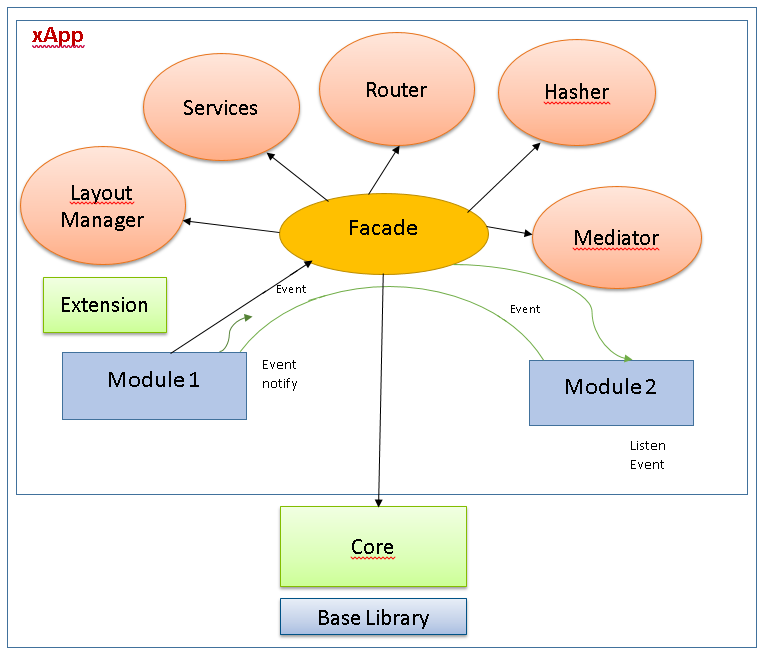 xApp
Services
Router
Hasher
Layout
Manager
Facade
Mediator
Extension
Event
Event
Module 1
Event
notify
Module 2
Listen
Event
Core
Base Library